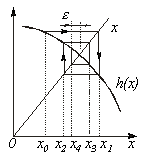 ε
x
h(x)
O x₀ x₂ x₄ x₃ x₁ x